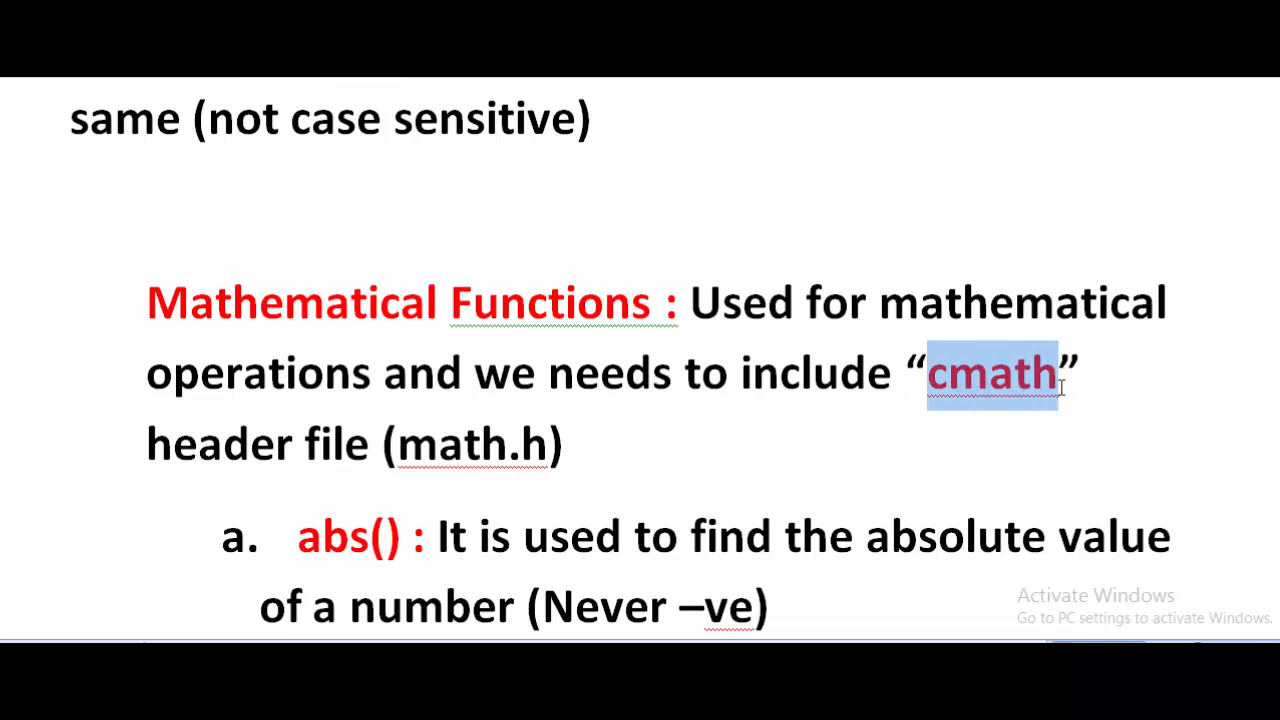 same (not case sensitive)
Mathematical Functions : Used for mathematical
operations and we needs to include “cmath”
header file (math.h)
a. abs() : It is used to find the absolute value
of a number (Never –ve)
Activate Windows
Go to PC settings to activate Windows.